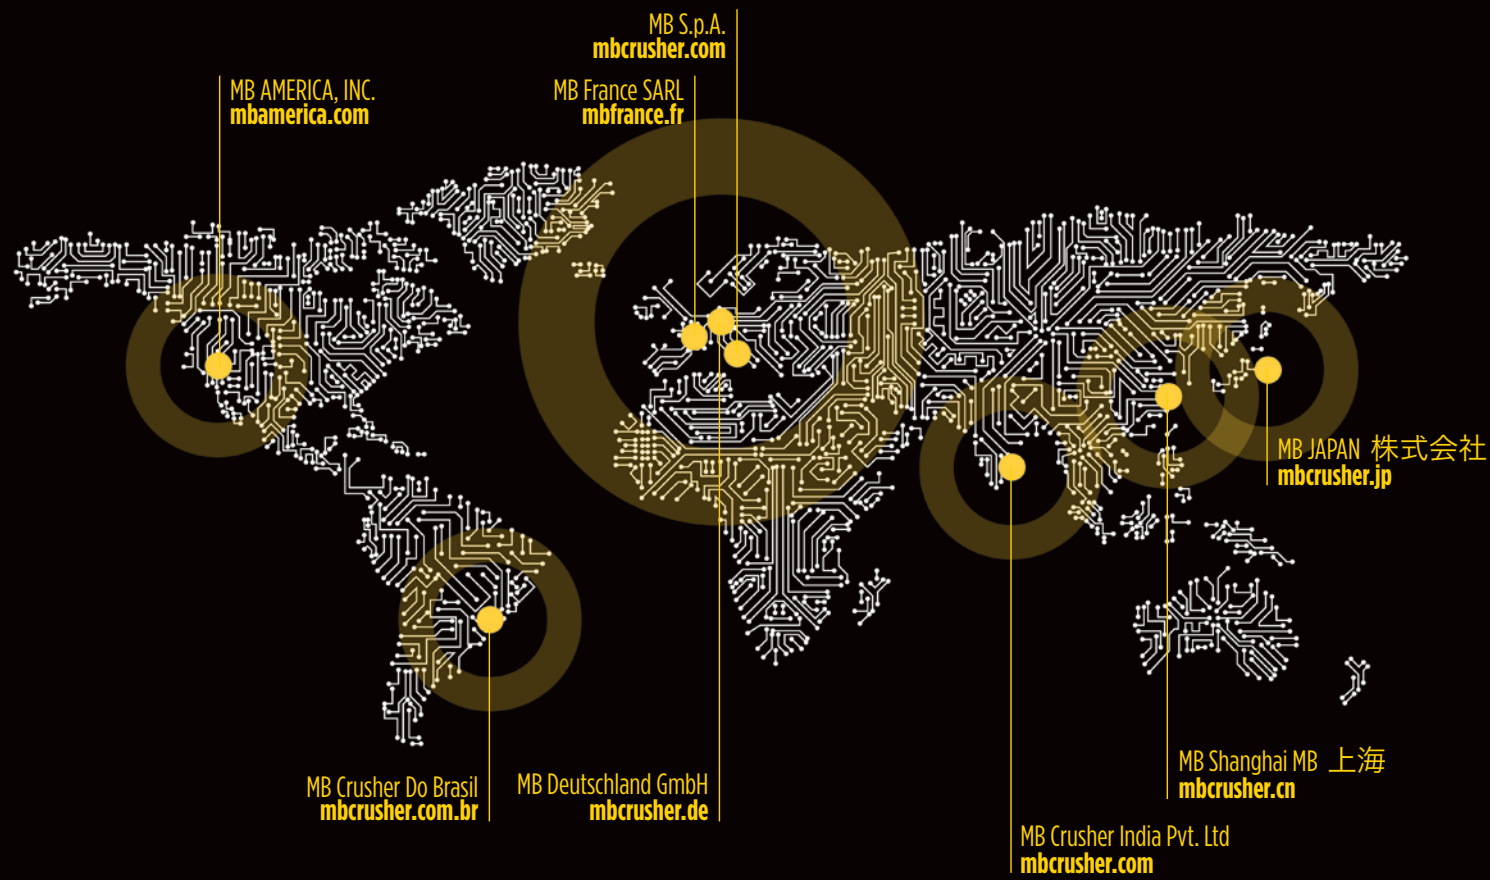 MB S.p.A.
mbcrusher.com
MB AMERICA, INC.
mbamerica.com
MB France SARL
mbfrance.fr
MB JAPAN 株式会社
mbcrusher.jp
MB Shanghai MB 上海
mbcrusher.cn
MB Crusher Do Brasil
mbcrusher.com.br
MB Deutschland GmbH
mbcrusher.de
MB Crusher India Pvt. Ltd
mbcrusher.com